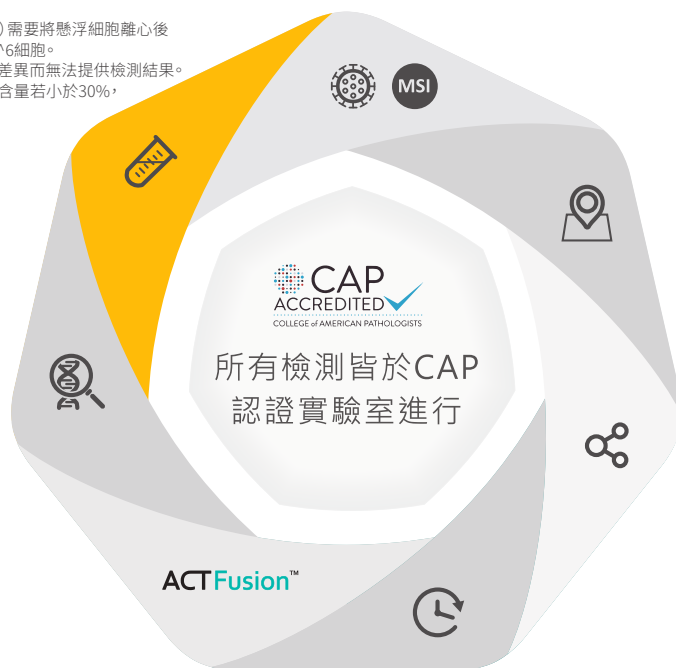 )需要將懸浮細胞離心後
6細胞。
差異而無法提供檢測結果。
含量若小於30%，
MSI
CAP
ACCREDITED
COLLEGE of AMERICAN PATHOLOGISTS
所有檢測皆於CAP
認證實驗室進行
ACTFusion™